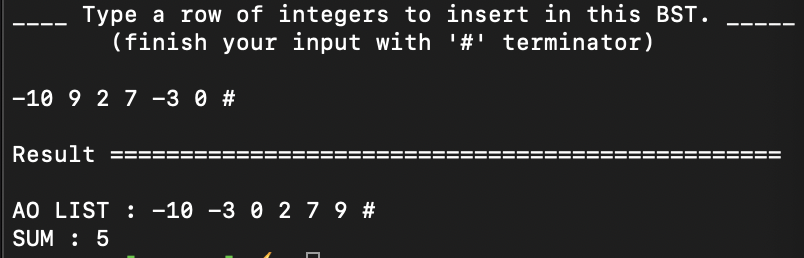 ____ Type a row of integers to insert in this BST. _____
(finish your input with '#' terminator)
-10 9 2 7 -3 0 #
Result ================================================
AO LIST : -10 -3 0 2 7 9 #
SUM : 5